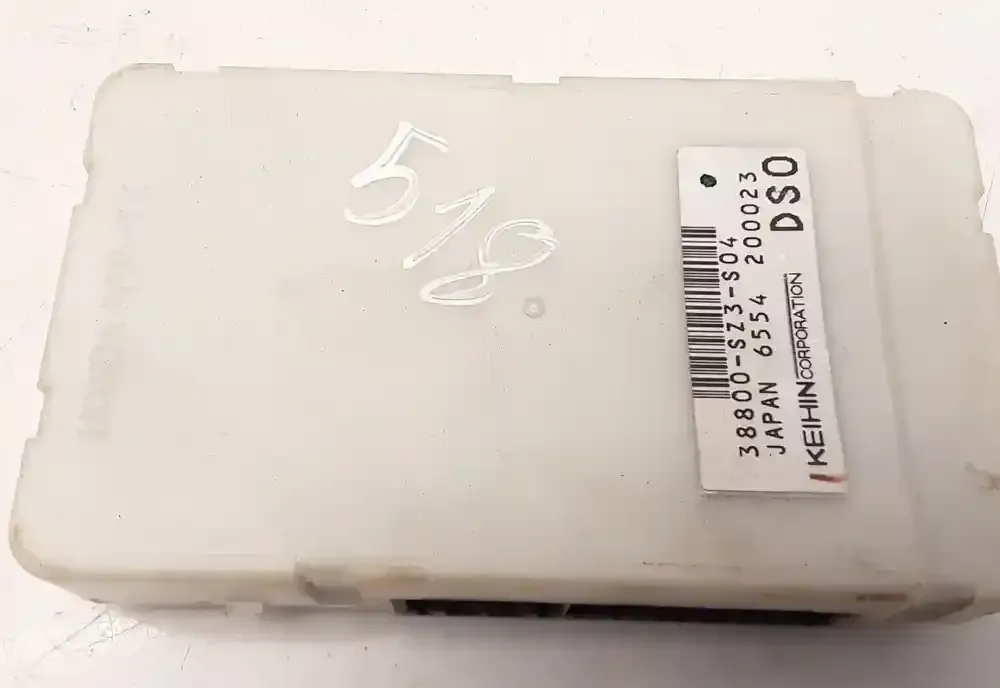 518
38800-SZ3-S04
JAPAN 6554 200023
KEIHIN CORPORATION
DSO